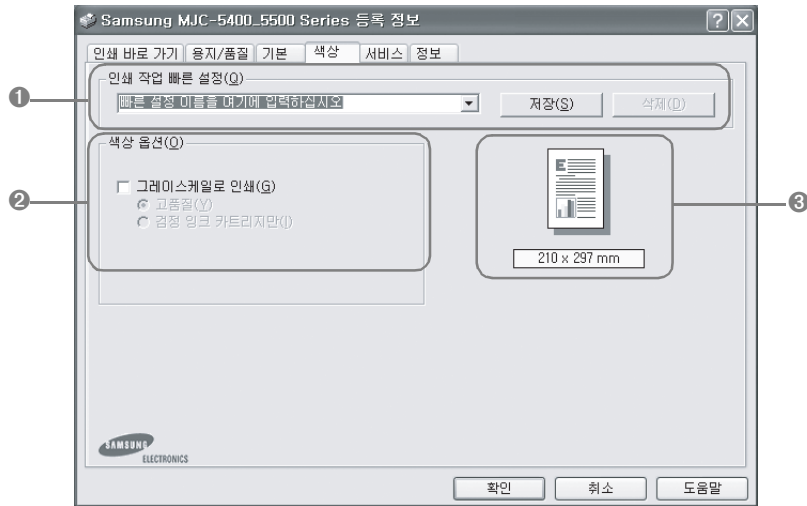 Samsung MJC-5400_5500 Series 등록 정보
인쇄 바로 가기 용지/품질 기본 색상 서비스 정보
인쇄 작업 빠른 설정(Q)
❶
빠른 설정 이름을 여기에 입력하십시오 저장(S) 삭제(D)
색상 옵션(O)
❷
그레이스케일로 인쇄(G)
고품질(Y)
검정 잉크 카트리지만(I)
E
❸
210 x 297 mm
SAMSUNG
ELECTRONICS
확인 취소 도움말